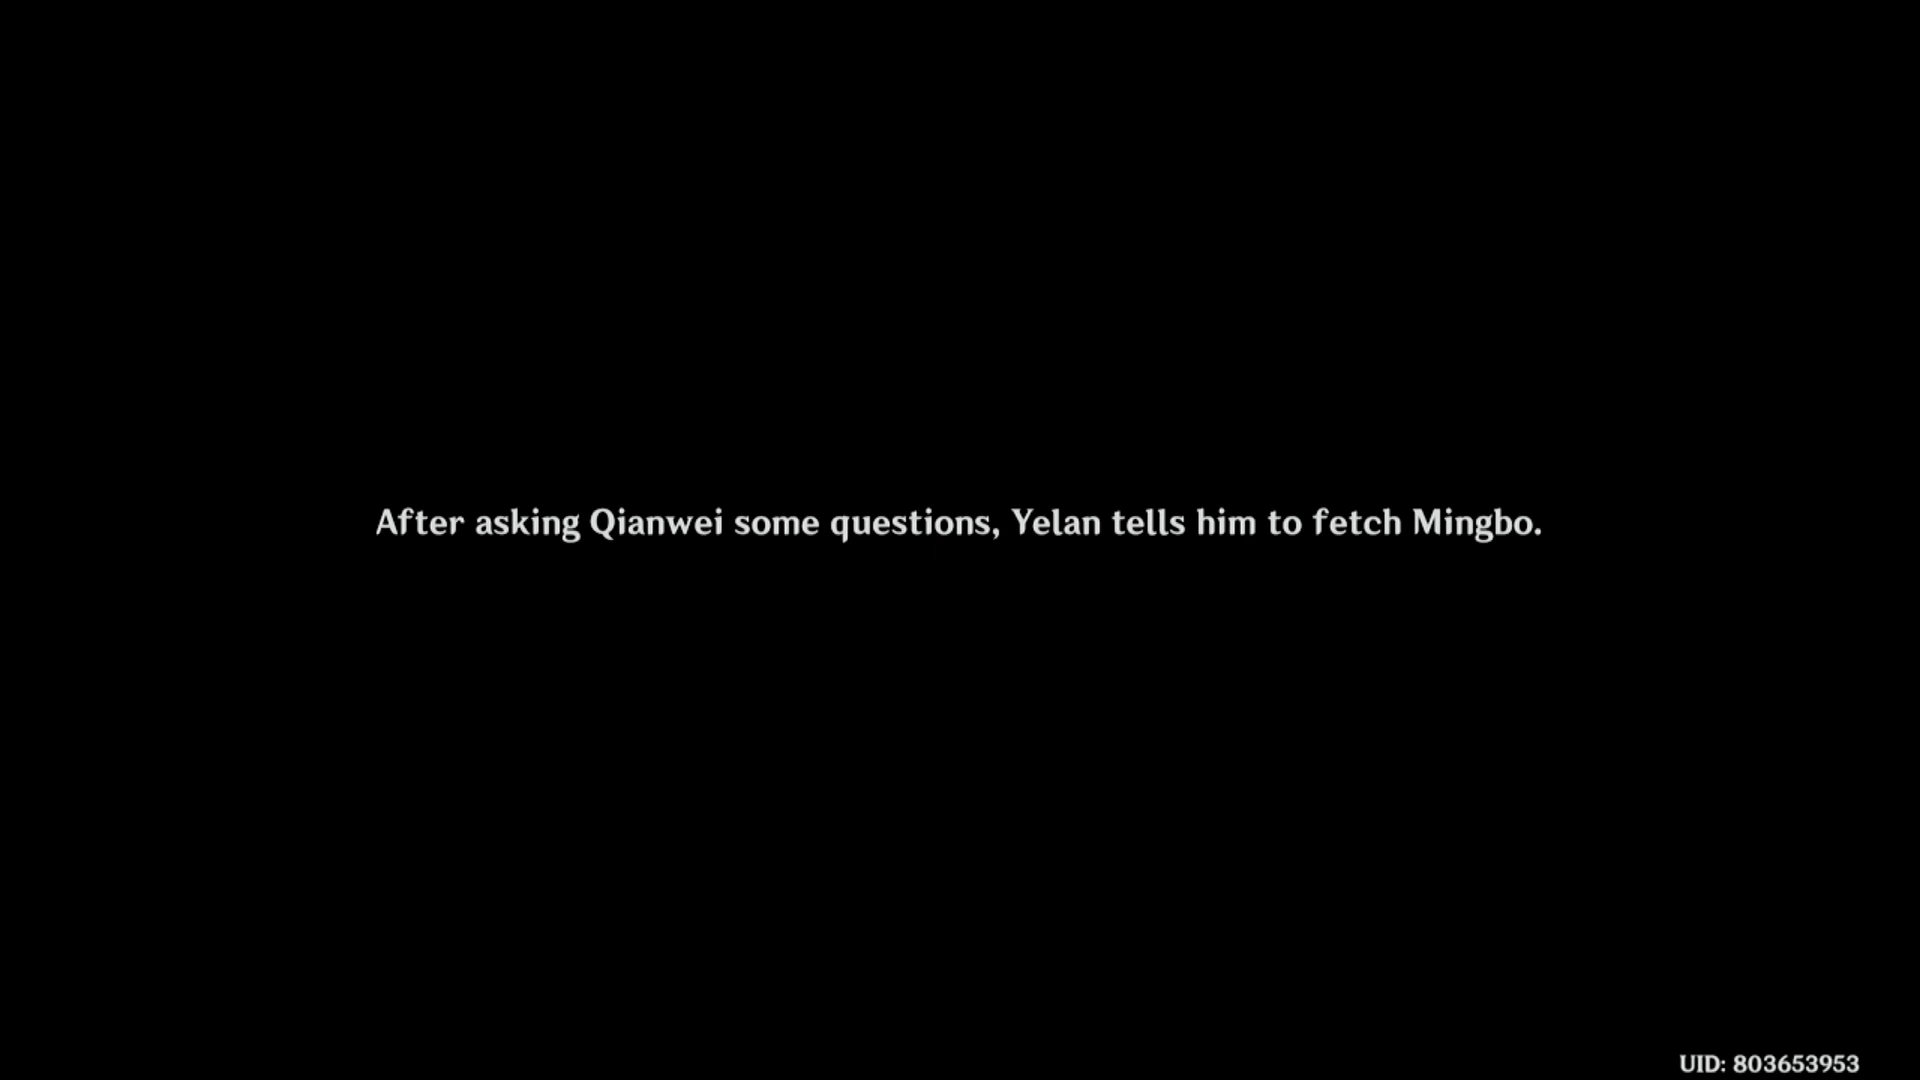 After asking Qianwei some questions, Yelan tells him to fetch Mingbo.
UID: 803653953